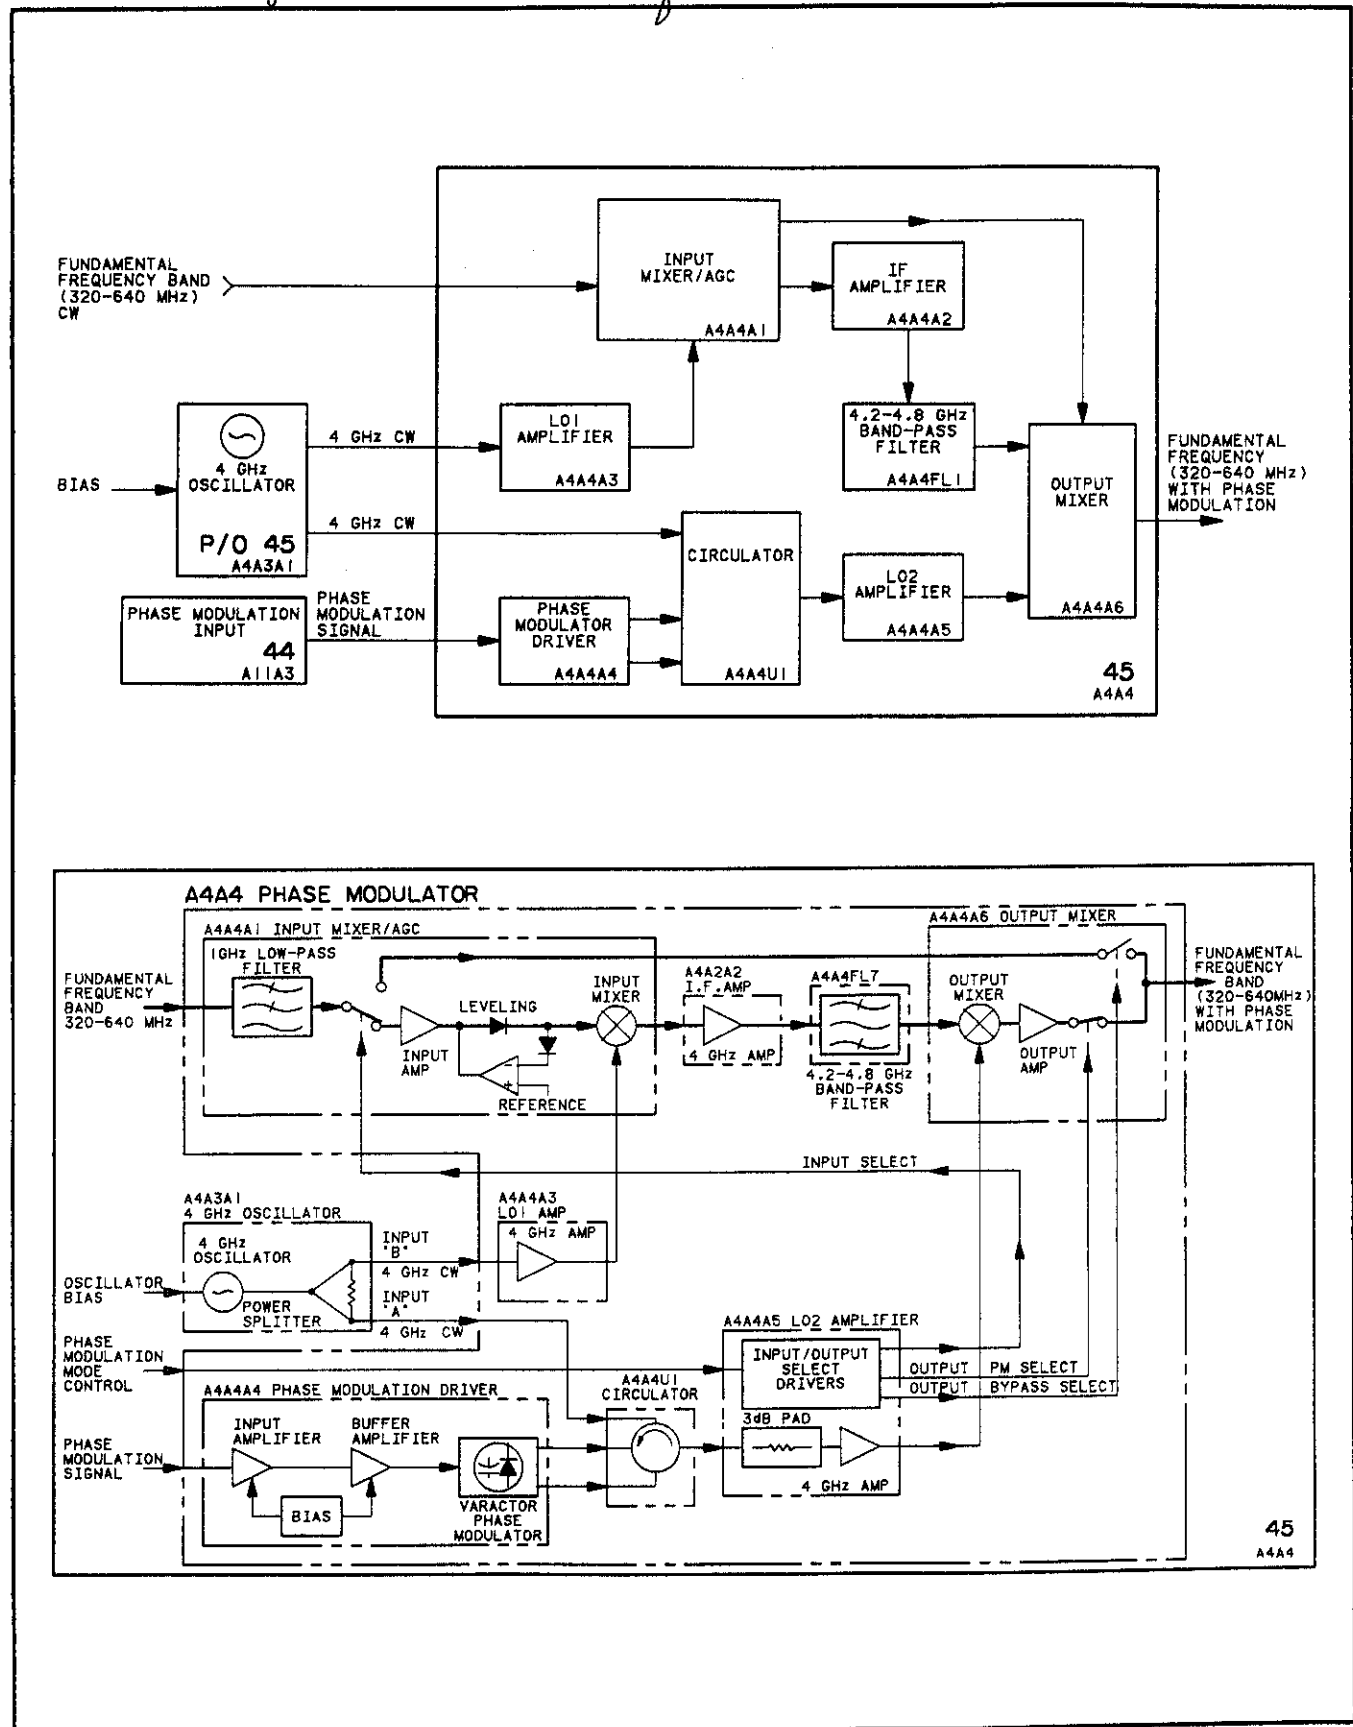 FUNDAMENTAL
FREQUENCY BAND
(320-640 MHz)
CW
INPUT
MIXER/AGC
A4A4A1
IF
AMPLIFIER
A4A4A2
4 GHz
OSCILLATOR
P/O 45
A4A3A1
BIAS
4 GHz CW
4 GHz CW
LO1
AMPLIFIER
A4A4A3
4.2-4.8 GHz
BAND-PASS
FILTER
A4A4FL1
OUTPUT
MIXER
A4A4A6
FUNDAMENTAL
FREQUENCY
(320-640 MHz)
WITH PHASE
MODULATION
CIRCULATOR
A4A4U1
LO2
AMPLIFIER
A4A4A5
PHASE MODULATION
INPUT
44
A11A3
PHASE
MODULATION
SIGNAL
PHASE
MODULATOR
DRIVER
A4A4A4
45
A4A4
A4A4 PHASE MODULATOR
A4A4A1 INPUT MIXER/AGC
1GHz LOW-PASS
FILTER
FUNDAMENTAL
FREQUENCY
BAND
320-640 MHz
INPUT
AMP
LEVELING
REFERENCE
INPUT
MIXER
A4A2A2
I.F.AMP
4 GHz AMP
A4A4FL7
4.2-4.8 GHz
BAND-PASS
FILTER
A4A4A6 OUTPUT MIXER
OUTPUT
MIXER
OUTPUT
AMP
FUNDAMENTAL
FREQUENCY
BAND
(320-640MHz)
WITH PHASE
MODULATION
INPUT SELECT
A4A3A1
4 GHz OSCILLATOR
4 GHz
OSCILLATOR
POWER
SPLITTER
OSCILLATOR
BIAS
INPUT
"B"
4 GHz CW
INPUT
"A"
4 GHz CW
A4A4A3
LO1 AMP
4 GHz AMP
PHASE
MODULATION
MODE
CONTROL
A4A4A5 LO2 AMPLIFIER
INPUT/OUTPUT
SELECT
DRIVERS
OUTPUT PM SELECT
OUTPUT BYPASS SELECT
3dB PAD
4 GHz AMP
A4A4U1
CIRCULATOR
A4A4A4 PHASE MODULATION DRIVER
INPUT
AMPLIFIER
BUFFER
AMPLIFIER
PHASE
MODULATION
SIGNAL
BIAS
VARACTOR
PHASE
MODULATOR
45
A4A4